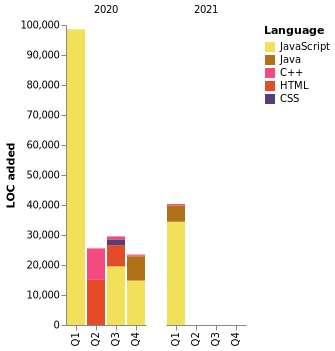 2020
2021
Language
JavaScript
Java
C++
HTML
CSS
LOC added
100,000
90,000
80,000
70,000
60,000
50,000
40,000
30,000
20,000
10,000
0
Q1 Q2 Q3 Q4
Q1 Q2 Q3 Q4